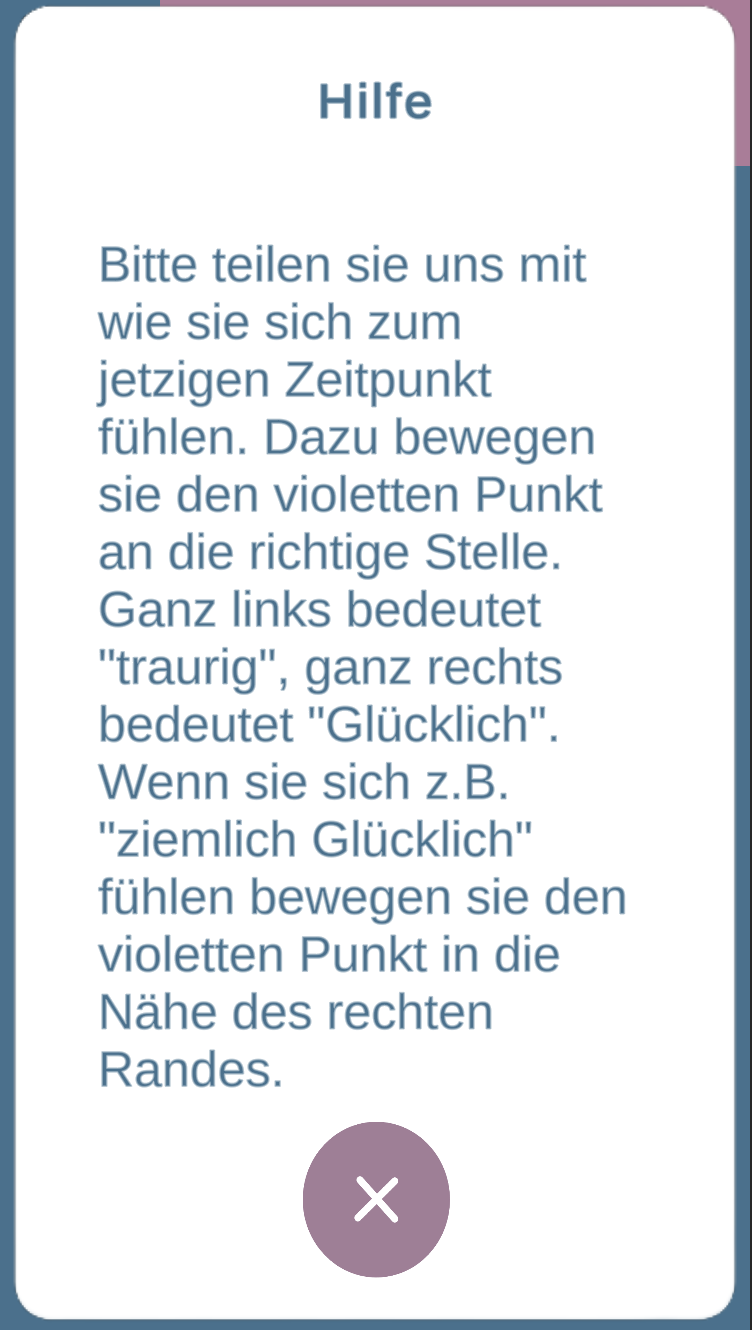 Hilfe
Bitte teilen sie uns mit
wie sie sich zum
jetzigen Zeitpunkt
fühlen. Dazu bewegen
sie den violetten Punkt
an die richtige Stelle.
Ganz links bedeutet
"traurig", ganz rechts
bedeutet "Glücklich".
Wenn sie sich z.B.
"ziemlich Glücklich"
fühlen bewegen sie den
violetten Punkt in die
Nähe des rechten
Randes.